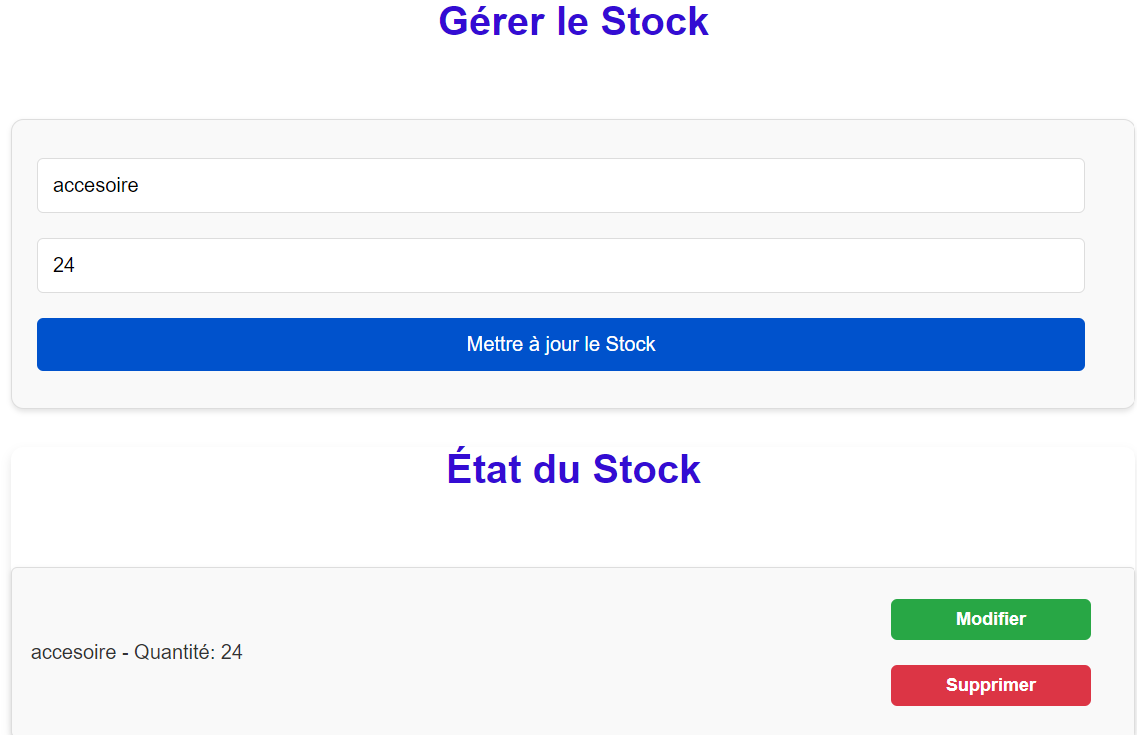 Gérer le Stock
accesoire
24
Mettre à jour le Stock
État du Stock
accesoire - Quantité: 24
Modifier
Supprimer